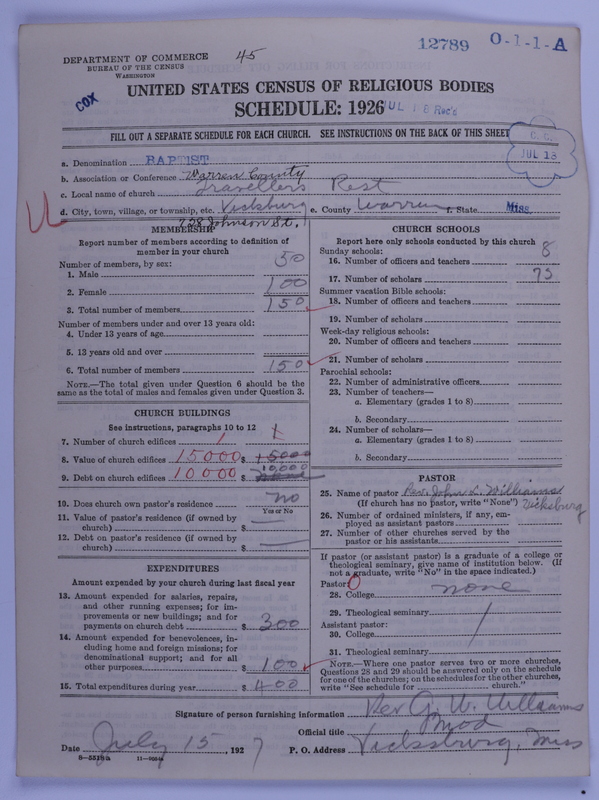 12789 O-1-1-A
DEPARTMENT OF COMMERCE 45
BUREAU OF THE CENSUS
WASHINGTON
COX
UNITED STATES CENSUS OF RELIGIOUS BODIES
SCHEDULE: 1926
JUL 18 Rec'd
FILL OUT A SEPARATE SCHEDULE FOR EACH CHURCH. SEE INSTRUCTIONS ON THE BACK OF THIS SHEET
JUL 13
a. Denomination BAPTIST
b. Association or Conference Warren County
c. Local name of church Travellers Rest
d. City, town, village, or township, etc. Vicksburg e. County Warren f. State Miss
728 Johnson St.
MEMBERSHIP
Report number of members according to definition of member in your church
Number of members, by sex:
1. Male 50
2. Female 100
3. Total number of members 150
Number of members under and over 13 years old:
4. Under 13 years of age
5. 13 years old and over
6. Total number of members 150
NOTE.—The total given under Question 6 should be the
same as the total of males and females given under Question 3.
CHURCH BUILDINGS
See instructions, paragraphs 10 to 12
7. Number of church edifices 1 1
8. Value of church edifices 15000 $ 15000
9. Debt on church edifices 10000 $ 10,000
10. Does church own pastor's residence no
Yes or No
11. Value of pastor's residence (if owned by
church) $
12. Debt on pastor's residence (if owned by
church) $
EXPENDITURES
Amount expended by your church during last fiscal year
13. Amount expended for salaries, repairs,
and other running expenses; for im-
provements or new buildings; and for
payments on church debt $ 300
14. Amount expended for benevolences, in-
cluding home and foreign missions; for
denominational support; and for all
other purposes $ 100
15. Total expenditures during year $ 400
CHURCH SCHOOLS
Report here only schools conducted by this church
Sunday schools:
16. Number of officers and teachers 8
17. Number of scholars 75
Summer vacation Bible schools:
18. Number of officers and teachers
19. Number of scholars
Week-day religious schools:
20. Number of officers and teachers
21. Number of scholars
Parochial schools:
22. Number of administrative officers
23. Number of teachers—
a. Elementary (grades 1 to 8)
b. Secondary
24. Number of scholars—
a. Elementary (grades 1 to 8)
b. Secondary
PASTOR
25. Name of pastor Rev. John L. Williams
(If church has no pastor, write "None") Vicksburg
26. Number of ordained ministers, if any, em-
ployed as assistant pastors
27. Number of other churches served by the
pastor or his assistants
If pastor (or assistant pastor) is a graduate of a college or
theological seminary, give name of institution below. (If
not a graduate, write "No" in the space indicated.)
Pastor: 0
28. College none
29. Theological seminary
Assistant pastor:
30. College
31. Theological seminary
NOTE.—Where one pastor serves two or more churches,
Questions 28 and 29 should be answered only on the schedule
for one of the churches; on the schedules for the other churches,
write "See schedule for church."
Signature of person furnishing information Rev G. W. Williams
Official title Mod
Date July 15, 1927 P. O. Address Vicksburg, Miss
8—5518a 11—9084a